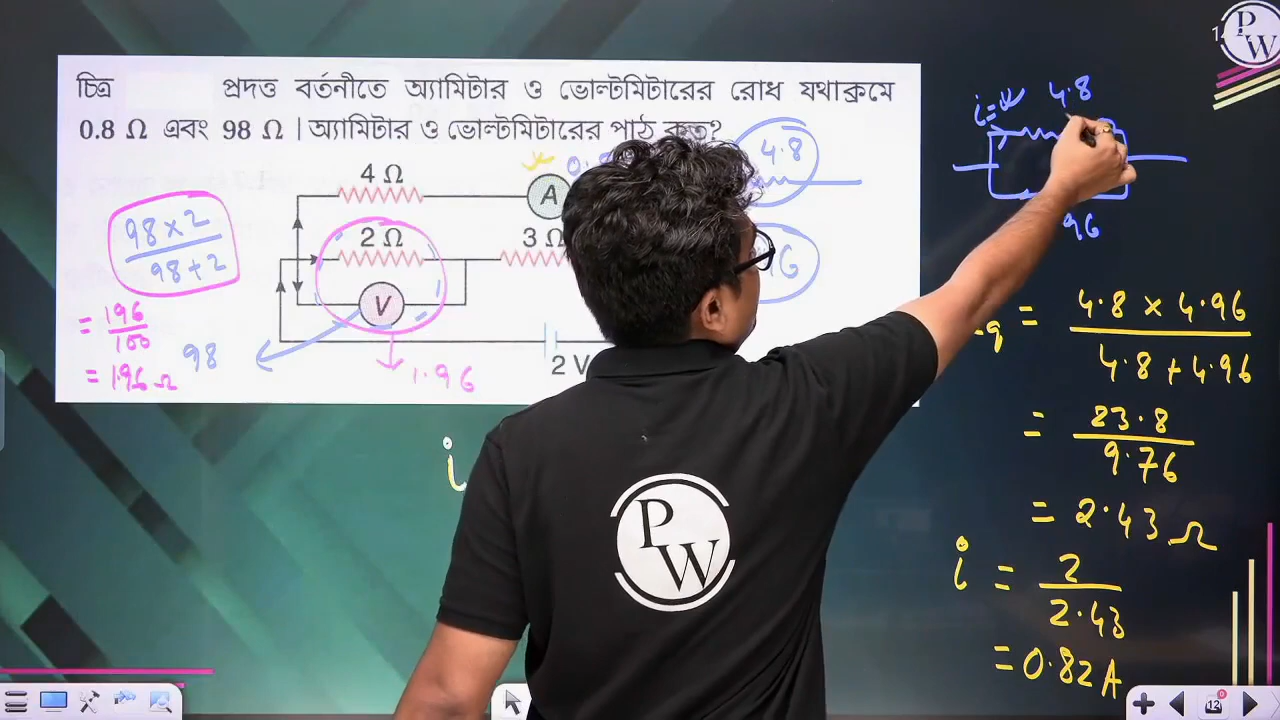 চিত্র প্রদত্ত বর্তনীতে অ্যামিটার ও ভোল্টমিটারের রোধ যথাক্রমে
0.8 Ω এবং 98 Ω | অ্যামিটার ও ভোল্টমিটারের পাঠ কত?
4 Ω
A
2 Ω
3 Ω
V
2 V
98 × 2
98 + 2
= 196
100
= 1.96 Ω
98
1.96
4.8
i
i =
4.8
96
= 4.8 × 4.96
4.8 + 4.96
= 23.8
9.76
= 2.43 Ω
i = 2
2.43
= 0.82 A
PW
PW
12